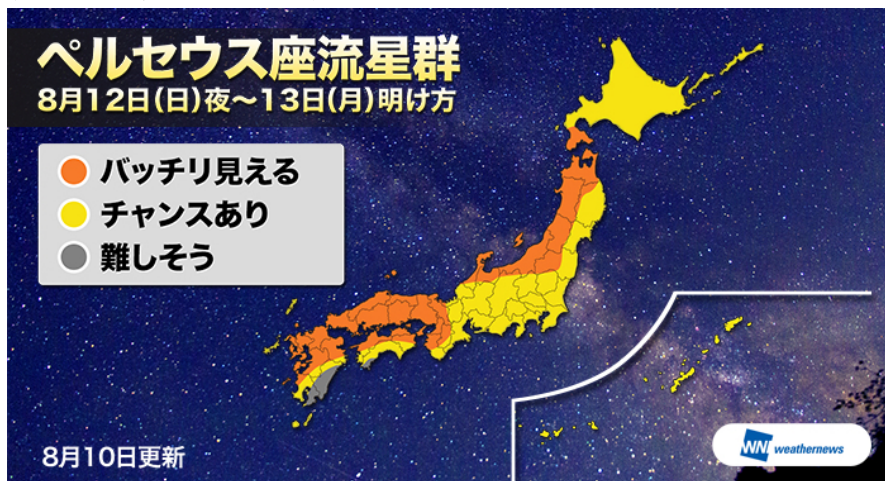 ペルセウス座流星群
8月12日(日)夜～13日(月)明け方
バッチリ見える
チャンスあり
難しそう
8月10日更新
WNI weathernews